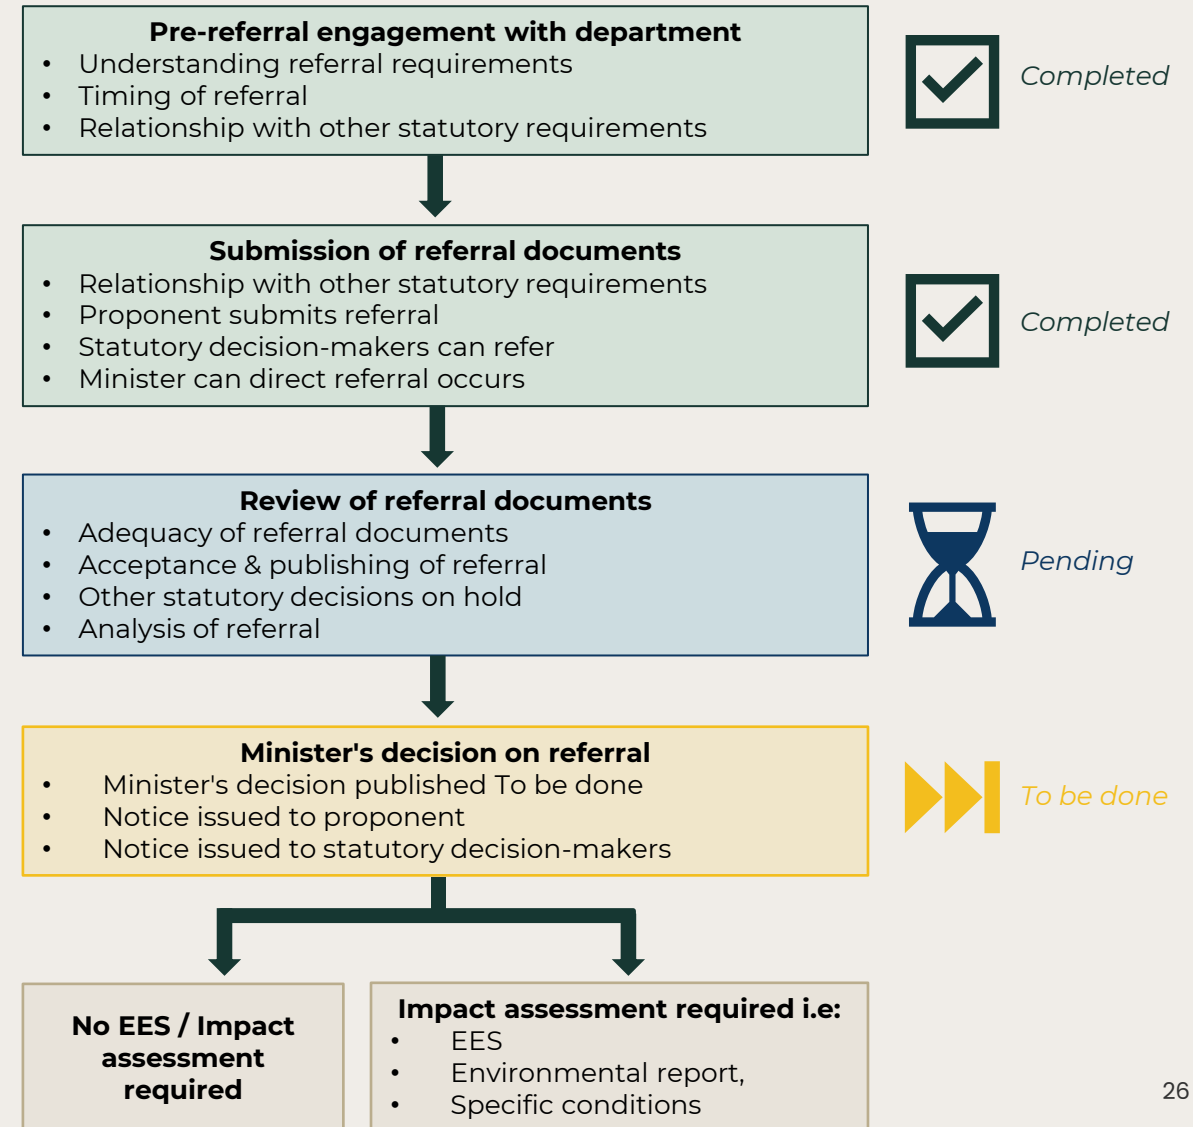 Pre-referral engagement with department
• Understanding referral requirements
• Timing of referral
• Relationship with other statutory requirements
Completed
Submission of referral documents
• Relationship with other statutory requirements
• Proponent submits referral
• Statutory decision-makers can refer
• Minister can direct referral occurs
Completed
Review of referral documents
• Adequacy of referral documents
• Acceptance & publishing of referral
• Other statutory decisions on hold
• Analysis of referral
Pending
Minister's decision on referral
• Minister's decision published To be done
• Notice issued to proponent
• Notice issued to statutory decision-makers
To be done
No EES / Impact
assessment
required
Impact assessment required i.e:
• EES
• Environmental report,
• Specific conditions
26